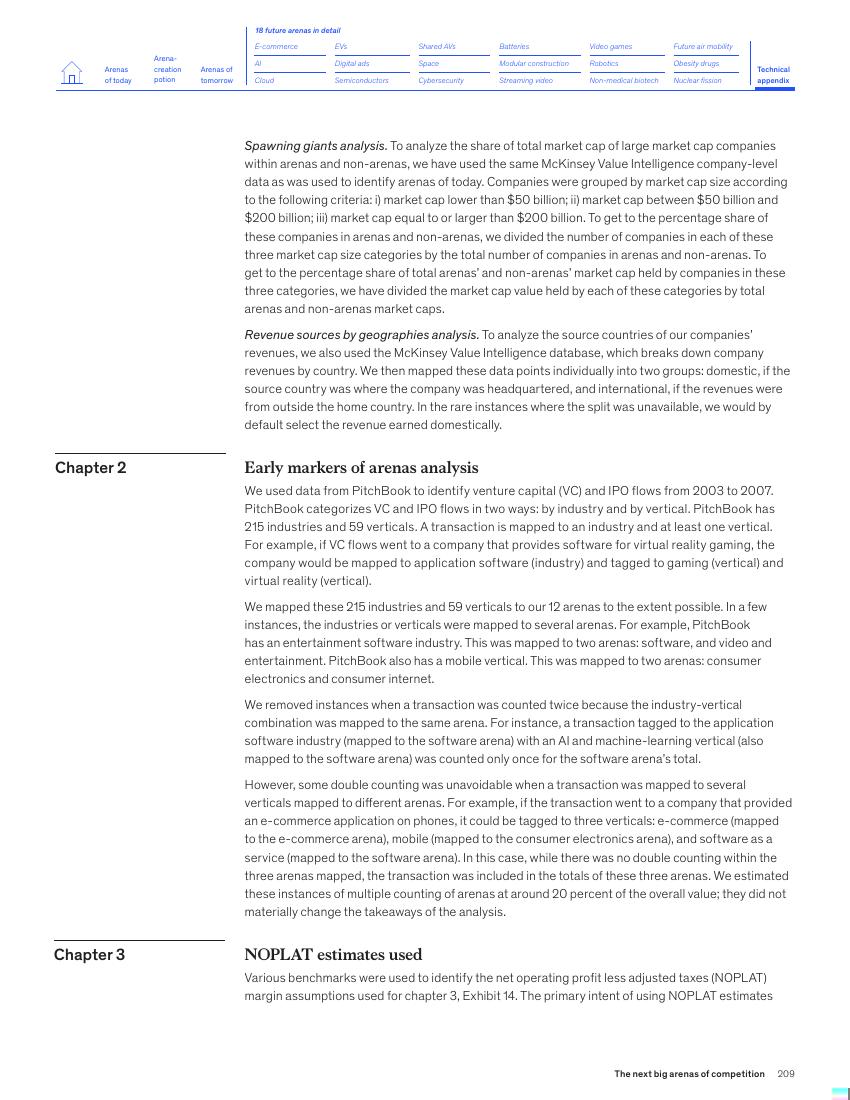 18 future arenas in detail
Arenas of today
Arena-creation potion
Arenas of tomorrow
E-commerce
EVs
Shared AVs
Batteries
Video games
Future air mobility
AI
Digital ads
Space
Modular construction
Robotics
Obesity drugs
Cloud
Semiconductors
Cybersecurity
Streaming video
Non-medical biotech
Nuclear fission
Technical appendix
Spawning giants analysis. To analyze the share of total market cap of large market cap companies
within arenas and non-arenas, we have used the same McKinsey Value Intelligence company-level
data as was used to identify arenas of today. Companies were grouped by market cap size according
to the following criteria: i) market cap lower than $50 billion; ii) market cap between $50 billion and
$200 billion; iii) market cap equal to or larger than $200 billion. To get to the percentage share of
these companies in arenas and non-arenas, we divided the number of companies in each of these
three market cap size categories by the total number of companies in arenas and non-arenas. To
get to the percentage share of total arenas' and non-arenas' market cap held by companies in these
three categories, we have divided the market cap value held by each of these categories by total
arenas and non-arenas market caps.
Revenue sources by geographies analysis. To analyze the source countries of our companies'
revenues, we also used the McKinsey Value Intelligence database, which breaks down company
revenues by country. We then mapped these data points individually into two groups: domestic, if the
source country was where the company was headquartered, and international, if the revenues were
from outside the home country. In the rare instances where the split was unavailable, we would by
default select the revenue earned domestically.
Chapter 2
Early markers of arenas analysis
We used data from PitchBook to identify venture capital (VC) and IPO flows from 2003 to 2007.
PitchBook categorizes VC and IPO flows in two ways: by industry and by vertical. PitchBook has
215 industries and 59 verticals. A transaction is mapped to an industry and at least one vertical.
For example, if VC flows went to a company that provides software for virtual reality gaming, the
company would be mapped to application software (industry) and tagged to gaming (vertical) and
virtual reality (vertical).
We mapped these 215 industries and 59 verticals to our 12 arenas to the extent possible. In a few
instances, the industries or verticals were mapped to several arenas. For example, PitchBook
has an entertainment software industry. This was mapped to two arenas: software, and video and
entertainment. PitchBook also has a mobile vertical. This was mapped to two arenas: consumer
electronics and consumer internet.
We removed instances when a transaction was counted twice because the industry-vertical
combination was mapped to the same arena. For instance, a transaction tagged to the application
software industry (mapped to the software arena) with an AI and machine-learning vertical (also
mapped to the software arena) was counted only once for the software arena's total.
However, some double counting was unavoidable when a transaction was mapped to several
verticals mapped to different arenas. For example, if the transaction went to a company that provided
an e-commerce application on phones, it could be tagged to three verticals: e-commerce (mapped
to the e-commerce arena), mobile (mapped to the consumer electronics arena), and software as a
service (mapped to the software arena). In this case, while there was no double counting within the
three arenas mapped, the transaction was included in the totals of these three arenas. We estimated
these instances of multiple counting of arenas at around 20 percent of the overall value; they did not
materially change the takeaways of the analysis.
Chapter 3
NOPLAT estimates used
Various benchmarks were used to identify the net operating profit less adjusted taxes (NOPLAT)
margin assumptions used for chapter 3, Exhibit 14. The primary intent of using NOPLAT estimates
The next big arenas of competition 209